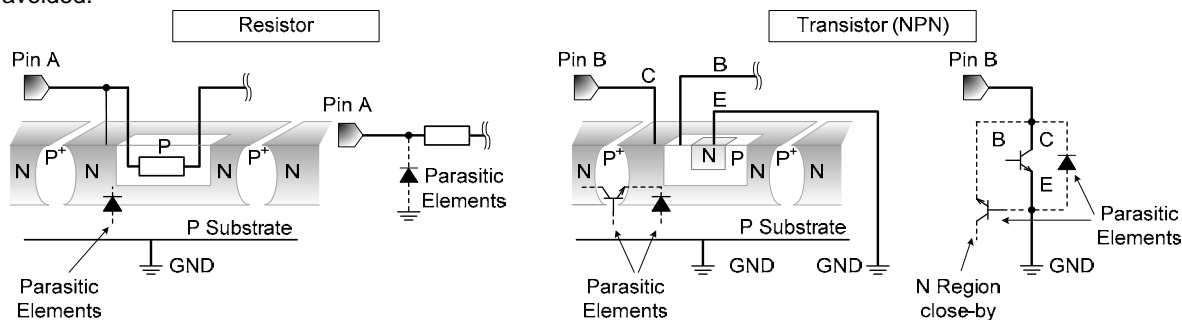 avoided.
Resistor
Transistor (NPN)
Pin A
Pin A
N
P+
N
P
P+
N
N
Parasitic
Elements
P Substrate
GND
Parasitic
Elements
Pin B
C
B
E
N
P+
N
N
P
P+
N
N
P Substrate
GND
GND
Parasitic
Elements
Pin B
B
C
E
Parasitic
Elements
GND
N Region
close-by